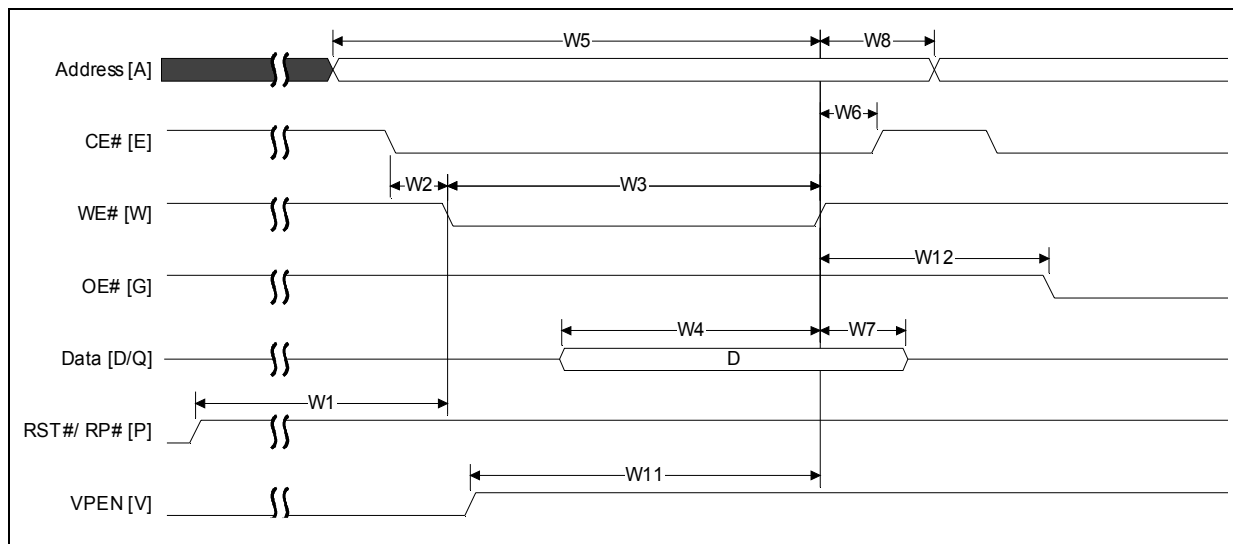 W5 W8
Address [A]
W6
CE# [E]
W2 W3
WE# [W]
W12
OE# [G]
W4 W7
Data [D/Q] D
W1
RST#/ RP# [P]
W11
VPEN [V]